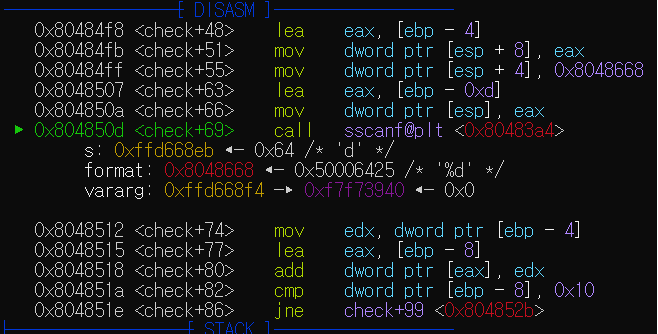 [ DISASM ]
0x80484f8 <check+48> lea eax, [ebp - 4]
0x80484fb <check+51> mov dword ptr [esp + 8], eax
0x80484ff <check+55> mov dword ptr [esp + 4], 0x8048668
0x8048507 <check+63> lea eax, [ebp - 0xd]
0x804850a <check+66> mov dword ptr [esp], eax
► 0x804850d <check+69> call sscanf@plt <0x80483a4>
s: 0xffd668eb ◂— 0x64 /* 'd' */
format: 0x8048668 ◂— 0x50006425 /* '%d' */
vararg: 0xffd668f4 —▸ 0xf7f73940 ◂— 0x0
0x8048512 <check+74> mov edx, dword ptr [ebp - 4]
0x8048515 <check+77> lea eax, [ebp - 8]
0x8048518 <check+80> add dword ptr [eax], edx
0x804851a <check+82> cmp dword ptr [ebp - 8], 0x10
0x804851e <check+86> jne check+99 <0x804852b>
[ STACK ]